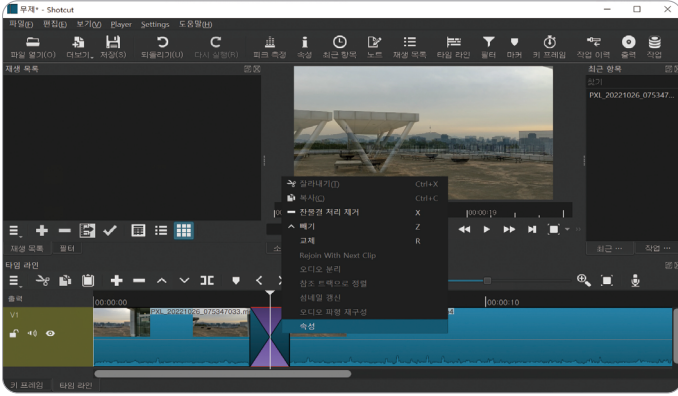 무제* - Shotcut
파일(F) 편집(E) 보기(V) Player Settings 도움말(H)
파일 열기(O) 더보기 저장(S) 되돌리기(U) 다시 실행(R) 피크 측정 속성 최근 항목 노트 재생 목록 타임 라인 필터 마커 키 프레임 작업 이력 출력 작업
재생 목록
최근 항목
찾기
PXL_20221026_075347...
잘라내기(T) Ctrl+X
복사(C) Ctrl+C
잔물결 처리 제거 X
빼기 Z
교체 R
Rejoin With Next Clip
오디오 분리
참조 트랙으로 정렬
섬네일 갱신
오디오 파형 재구성
속성
00:00:19
재생 목록 필터
소
최근 ... 작업 ...
타임 라인
출력
00:00:00
00:00:10
V1
PXL_20221026_075347033.m
키 프레임 타임 라인